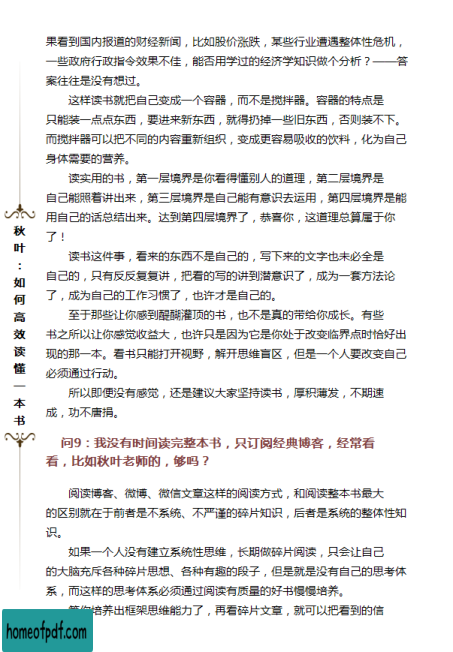 果看到国内报道的财经新闻，比如股价涨跌，某些行业遭遇整体性危机，
一些政府行政指令效果不佳，能否用学过的经济学知识做个分析？——答
案往往是没有想过。
这样读书就把自己变成一个容器，而不是搅拌器。容器的特点是
只能装一点点东西，要进来新东西，就得扔掉一些旧东西，否则装不下。
而搅拌器可以把不同的内容重新组织，变成更容易吸收的饮料，化为自己
身体需要的营养。
读实用的书，第一层境界是你看得懂别人的道理，第二层境界是
自己能照着讲出来，第三层境界是自己能有意识去运用，第四层境界是能
用自己的话总结出来。达到第四层境界了，恭喜你，这道理总算属于你
了！
读书这件事，看来的东西不是自己的，写下来的文字也未必全是
自己的，只有反反复复讲，把看的写的讲到潜意识了，成为一套方法论
了，成为自己的工作习惯了，也许才是自己的。
至于那些让你感到醍醐灌顶的书，也不是真的带给你成长。有些
书之所以让你感觉收益大，也许只是因为它是你处于改变临界点时恰好出
现的那一本。看书只能打开视野，解开思维盲区，但是一个人要改变自己
必须通过行动。
所以即便没有感觉，还是建议大家坚持读书，厚积薄发，不期速
成，功不唐捐。
问9：我没有时间读完整本书，只订阅经典博客，经常看
看，比如秋叶老师的，够吗？
阅读博客、微博、微信文章这样的阅读方式，和阅读整本书最大
的区别就在于前者是不系统、不严谨的碎片知识，后者是系统的整体性知
识。
如果一个人没有建立系统性思维，长期做碎片阅读，只会让自己
的大脑充斥各种碎片思想、各种有趣的段子，但是就是没有自己的思考体
系，而这样的思考体系必须通过阅读有质量的好书慢慢培养。
等你培养出框架思维能力了，再看碎片文章，就可以把看到的信
秋叶：如何高效读懂一本书
homeofpdf.com